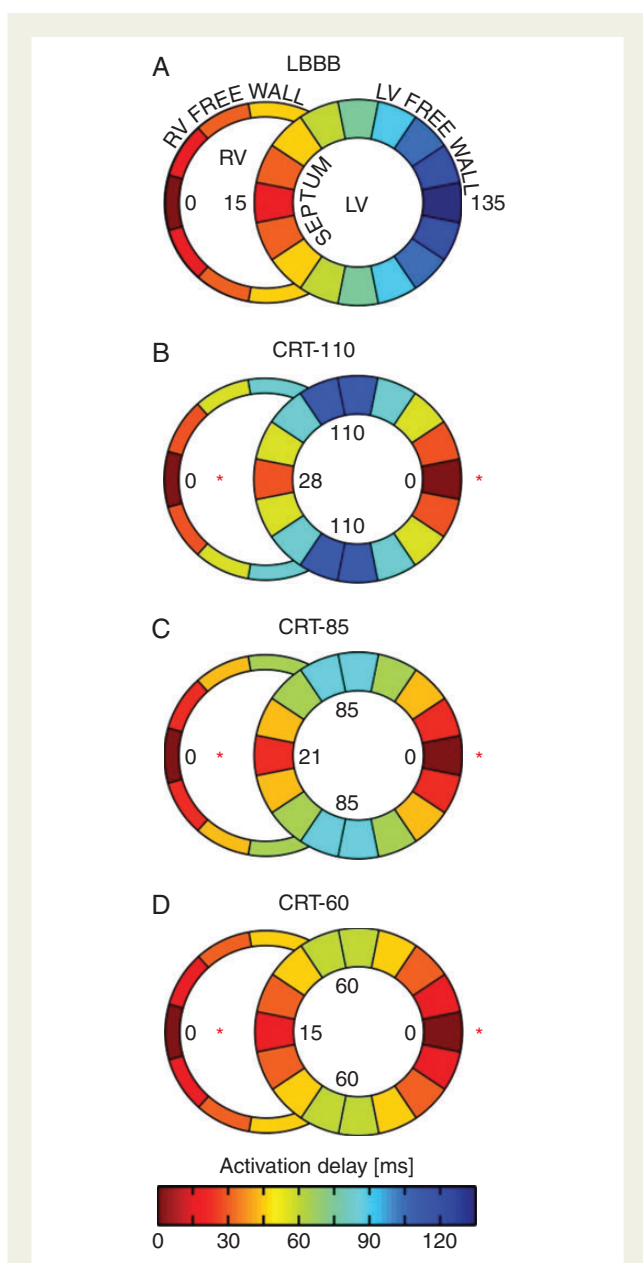 A
LBBB
RV FREE WALL
LV FREE WALL
RV
0
15
SEPTUM
LV
135
B
CRT-110
110
0 * 28 0 *
110
C
CRT-85
85
0 * 21 0 *
85
D
CRT-60
60
0 * 15 0 *
60
Activation delay [ms]
0 30 60 90 120